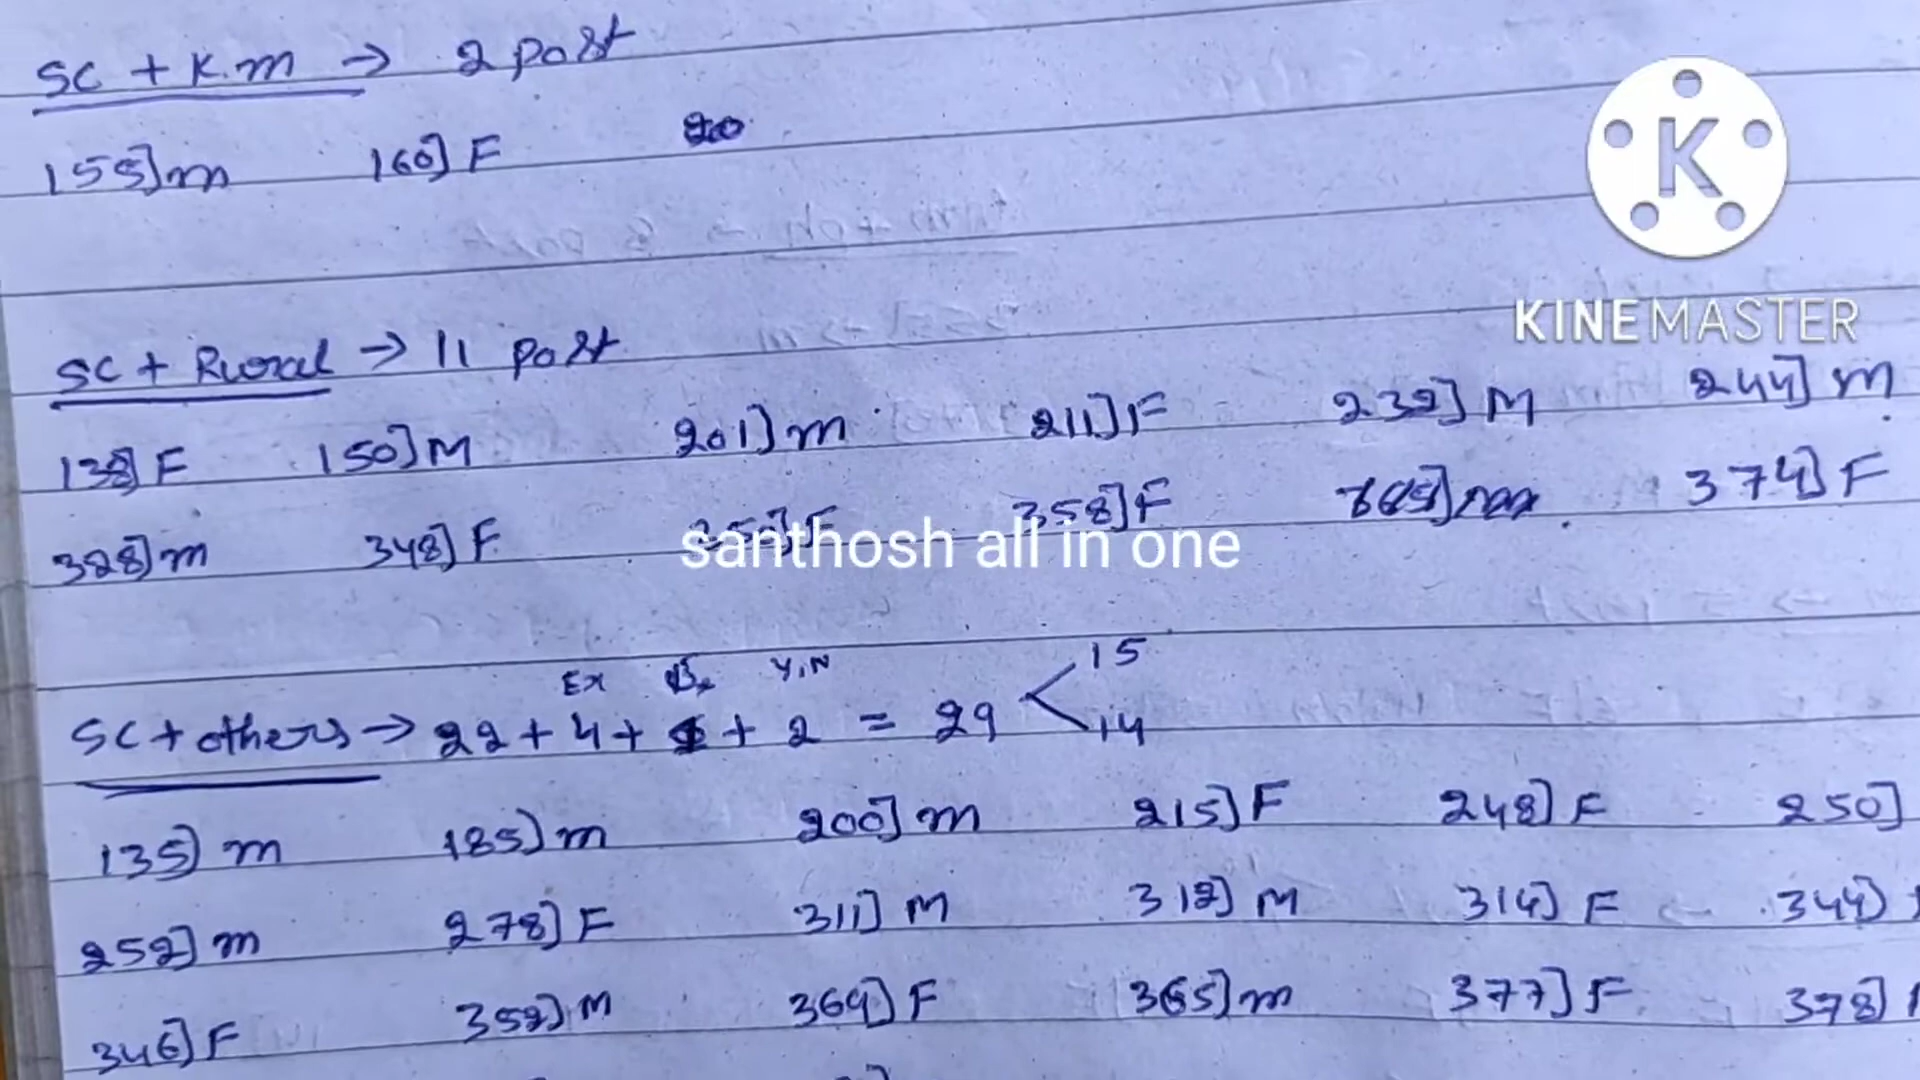 SC + K.m → 2 post
155] m 160] F
SC + Rural → 11 post
138] F 150] M 201] m 211] F 232] M 244] m
328] m 348] F 358] F 374] F
Ex Y,N
SC + others → 22 + 4 + 1 + 2 = 29 < 15 14
135) m 185) m 200] m 215] F 248] F 250]
252] m 278] F 311] M 312] M 314] F 344)
346] F 352] M 364] F 365] m 377] F 378]
K
KINEMASTER
santhosh all in one